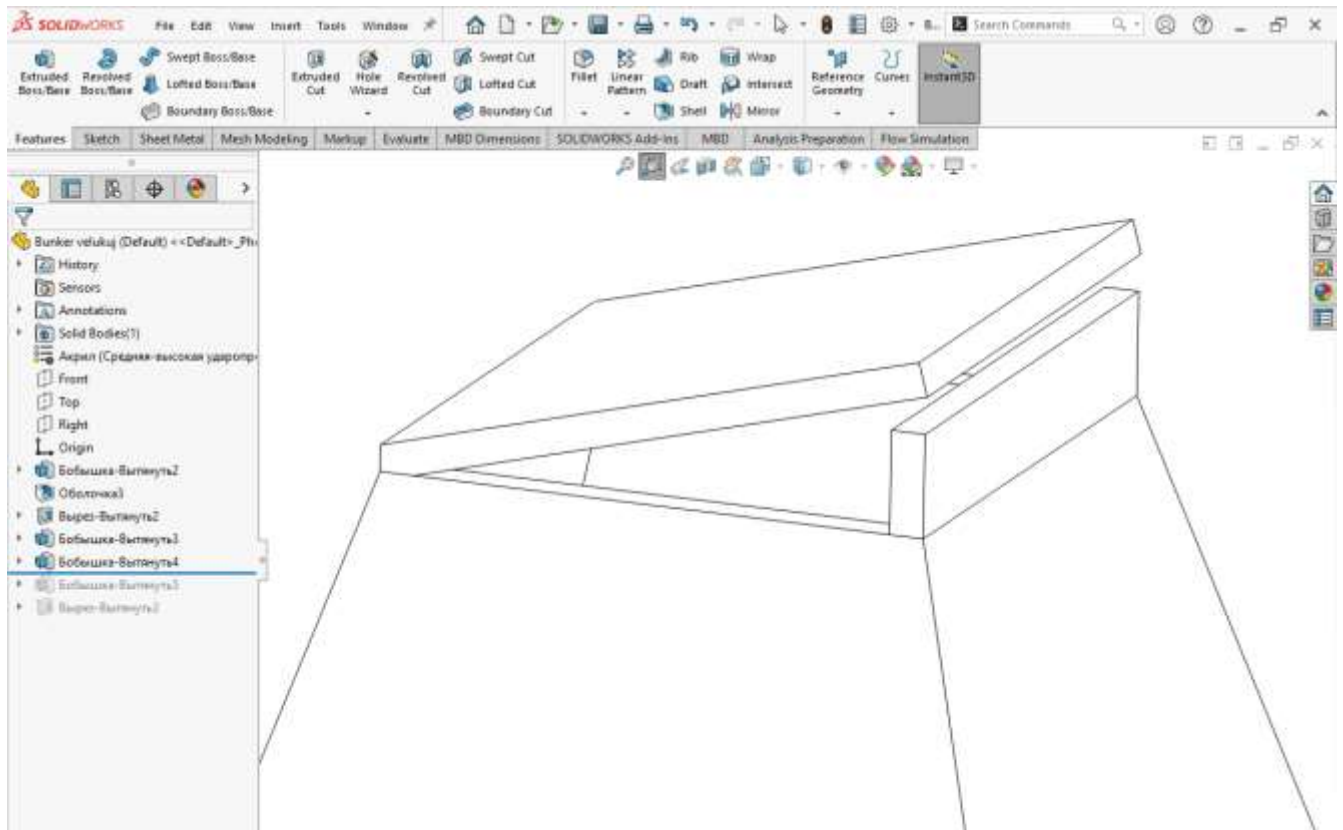 SOLIDWORKS File Edit View Insert Tools Window B... Search Commands
Extruded Boss/Base Revolved Boss/Base Swept Boss/Base Lofted Boss/Base Boundary Boss/Base Extruded Cut Hole Wizard Revolved Cut Swept Cut Lofted Cut Boundary Cut Fillet Linear Pattern Rib Draft Shell Wrap Intersect Mirror Reference Geometry Curves Instant3D
Features Sketch Sheet Metal Mesh Modeling Markup Evaluate MBD Dimensions SOLIDWORKS Add-Ins MBD Analysis Preparation Flow Simulation
Bunker velukuj (Default) <<Default>_Ph
History
Sensors
Annotations
Solid Bodies(1)
Акрил (Средняя-высокая ударопр
Front
Top
Right
Origin
Бобышка-Вытянуть2
Оболочка3
Вырез-Вытянуть2
Бобышка-Вытянуть3
Бобышка-Вытянуть4